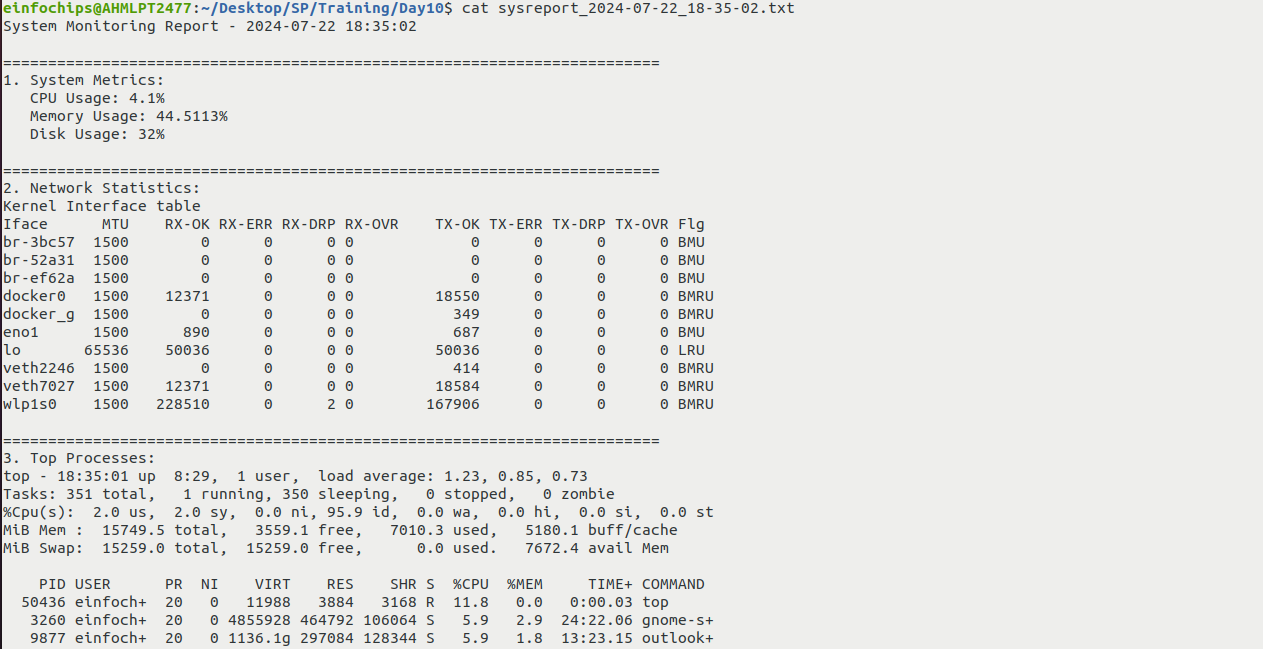 einfochips@AHMLPT2477:~/Desktop/SP/Training/Day10$ cat sysreport_2024-07-22_18-35-02.txt
System Monitoring Report - 2024-07-22 18:35:02
=========================================================================
1. System Metrics:
   CPU Usage: 4.1%
   Memory Usage: 44.5113%
   Disk Usage: 32%
=========================================================================
2. Network Statistics:
Kernel Interface table
Iface      MTU    RX-OK RX-ERR RX-DRP RX-OVR    TX-OK TX-ERR TX-DRP TX-OVR Flg
br-3bc57  1500        0      0      0 0             0      0      0      0 BMU
br-52a31  1500        0      0      0 0             0      0      0      0 BMU
br-ef62a  1500        0      0      0 0             0      0      0      0 BMU
docker0   1500    12371      0      0 0         18550      0      0      0 BMRU
docker_g  1500        0      0      0 0           349      0      0      0 BMRU
eno1      1500      890      0      0 0           687      0      0      0 BMU
lo       65536    50036      0      0 0         50036      0      0      0 LRU
veth2246  1500        0      0      0 0           414      0      0      0 BMRU
veth7027  1500    12371      0      0 0         18584      0      0      0 BMRU
wlp1s0    1500   228510      0      2 0        167906      0      0      0 BMRU
=========================================================================
3. Top Processes:
top - 18:35:01 up  8:29,  1 user,  load average: 1.23, 0.85, 0.73
Tasks: 351 total,   1 running, 350 sleeping,   0 stopped,   0 zombie
%Cpu(s):  2.0 us,  2.0 sy,  0.0 ni, 95.9 id,  0.0 wa,  0.0 hi,  0.0 si,  0.0 st
MiB Mem :  15749.5 total,   3559.1 free,   7010.3 used,   5180.1 buff/cache
MiB Swap:  15259.0 total,  15259.0 free,      0.0 used.   7672.4 avail Mem
    PID USER      PR  NI    VIRT    RES    SHR S  %CPU  %MEM     TIME+ COMMAND
  50436 einfoch+  20   0   11988   3884   3168 R  11.8   0.0   0:00.03 top
   3260 einfoch+  20   0 4855928 464792 106064 S   5.9   2.9  24:22.06 gnome-s+
   9877 einfoch+  20   0 1136.1g 297084 128344 S   5.9   1.8  13:23.15 outlook+